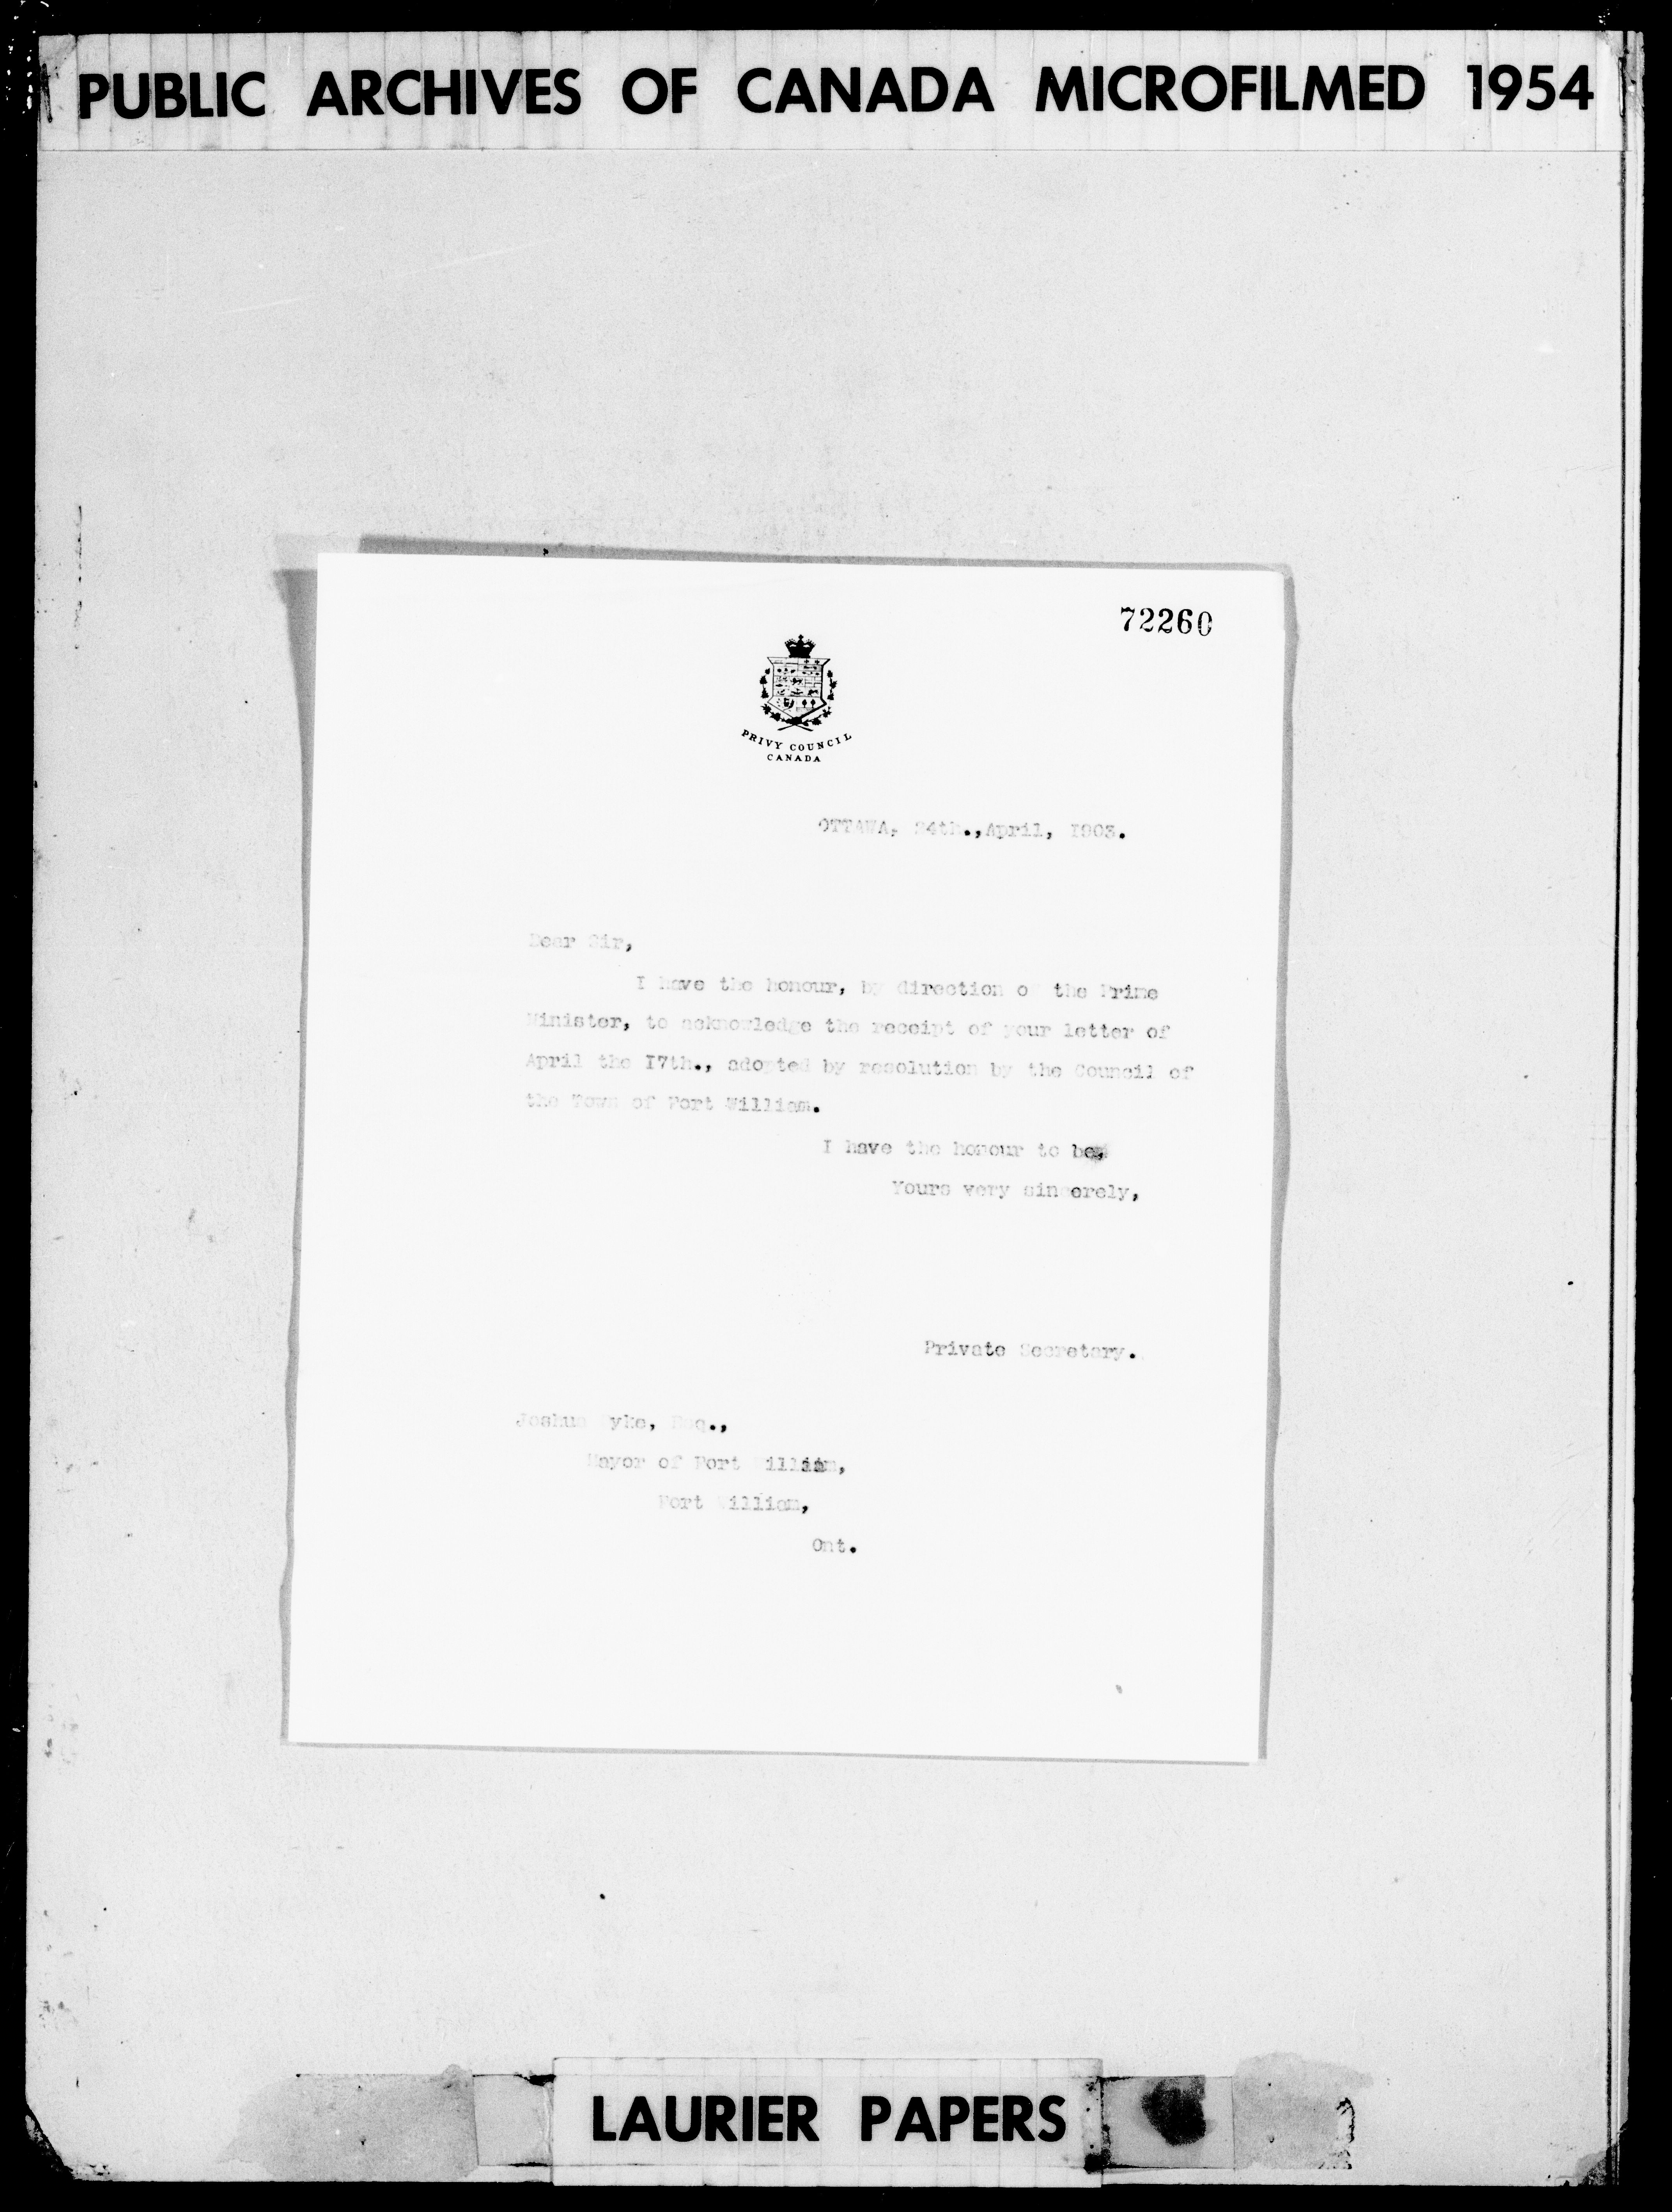 PUBLIC ARCHIVES OF CANADA MICROFILMED 1954
72260
PRIVY COUNCIL
CANADA
OTTAWA, 24th., April, 1903.
Dear Sir,
I have the honour, by direction of the Prime
Minister, to acknowledge the receipt of your letter of
April the 17th., adopted by resolution by the Council of
the Town of Fort William.
I have the honour to be,
Yours very sincerely,
Private Secretary.
Joshua Dyke, Esq.,
Mayor of Fort William,
Fort William,
Ont.
LAURIER PAPERS